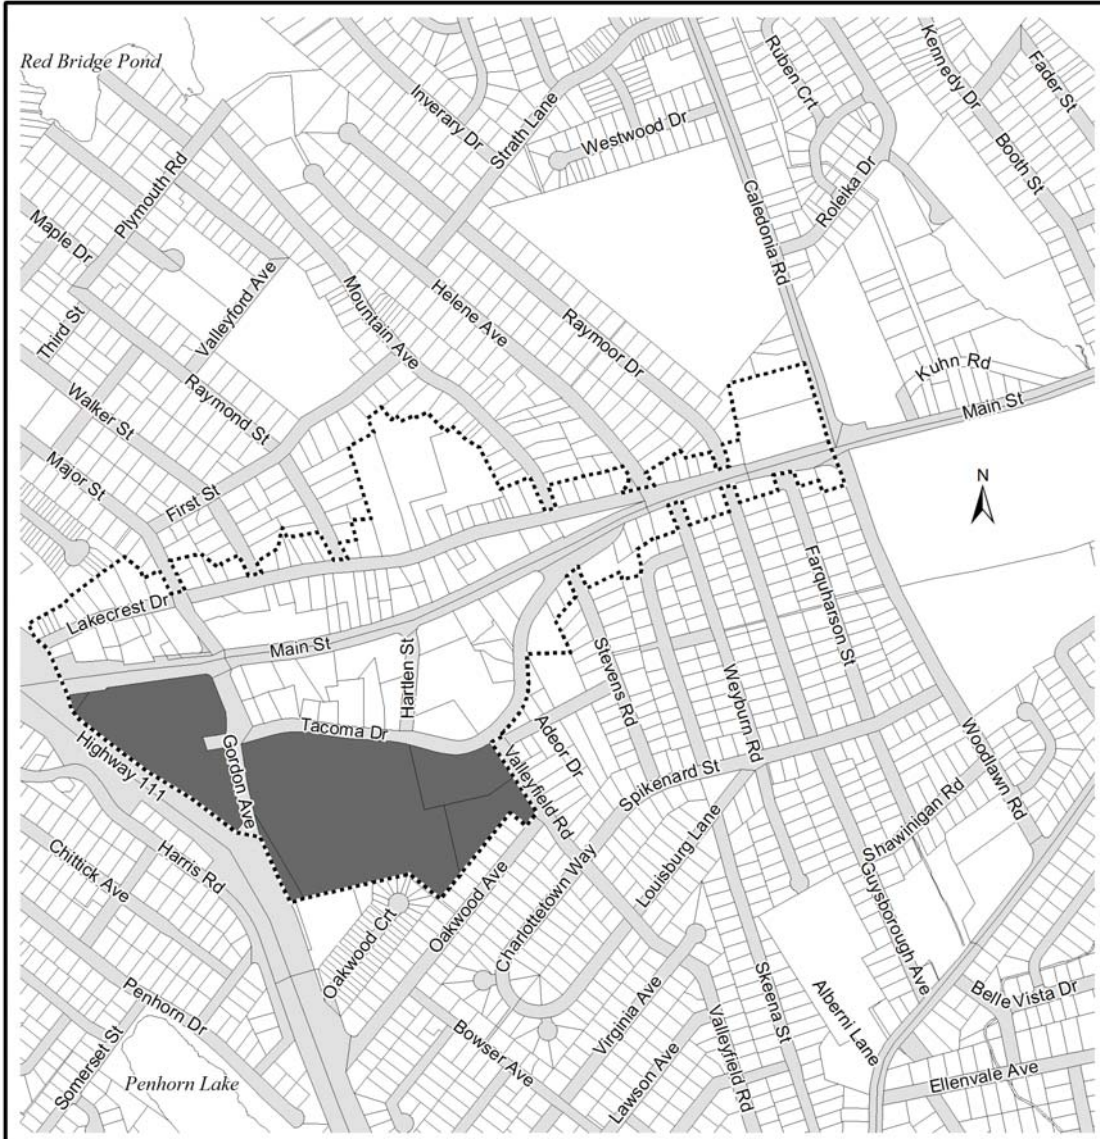 Red Bridge Pond
Inverary Dr
Strath Lane
Westwood Dr
Ruben Crt
Kennedy Dr
Fader St
Booth St
Roleika Dr
Caledonia Rd
Plymouth Rd
Maple Dr
Third St
Valleyford Ave
Mountain Ave
Helene Ave
Raymoor Dr
Kuhn Rd
Main St
Walker St
Raymond St
Major St
First St
N
Lakecrest Dr
Main St
Hartlen St
Farquharson St
Stevens Rd
Weyburn Rd
Tacoma Dr
Gordon Ave
Highway 111
Adeor Dr
Valleyfield Rd
Spikenard St
Woodlawn Rd
Shawinigan Rd
Harris Rd
Chittick Ave
Louisburg Lane
Charlottetown Way
Oakwood Ave
Oakwood Crt
Guysborough Ave
Penhorn Dr
Somerset St
Penhorn Lake
Bowser Ave
Virginia Ave
Lawson Ave
Valleyfield Rd
Skeena St
Alberni Lane
Belle Vista Dr
Ellenvale Ave